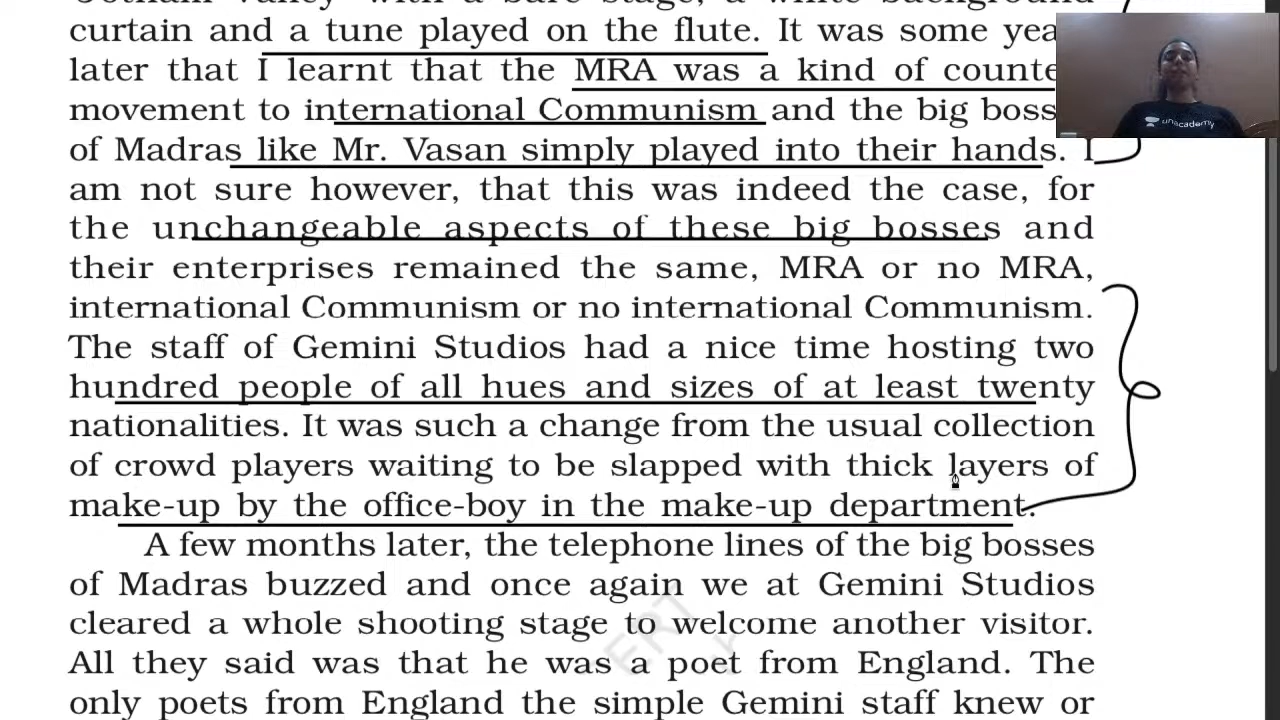 curtain and a tune played on the flute. It was some yea
later that I learnt that the MRA was a kind of counte
movement to international Communism and the big boss
of Madras like Mr. Vasan simply played into their hands. I
am not sure however, that this was indeed the case, for
the unchangeable aspects of these big bosses and
their enterprises remained the same, MRA or no MRA,
international Communism or no international Communism.
The staff of Gemini Studios had a nice time hosting two
hundred people of all hues and sizes of at least twenty
nationalities. It was such a change from the usual collection
of crowd players waiting to be slapped with thick layers of
make-up by the office-boy in the make-up department.
A few months later, the telephone lines of the big bosses
of Madras buzzed and once again we at Gemini Studios
cleared a whole shooting stage to welcome another visitor.
All they said was that he was a poet from England. The
only poets from England the simple Gemini staff knew or
unacademy